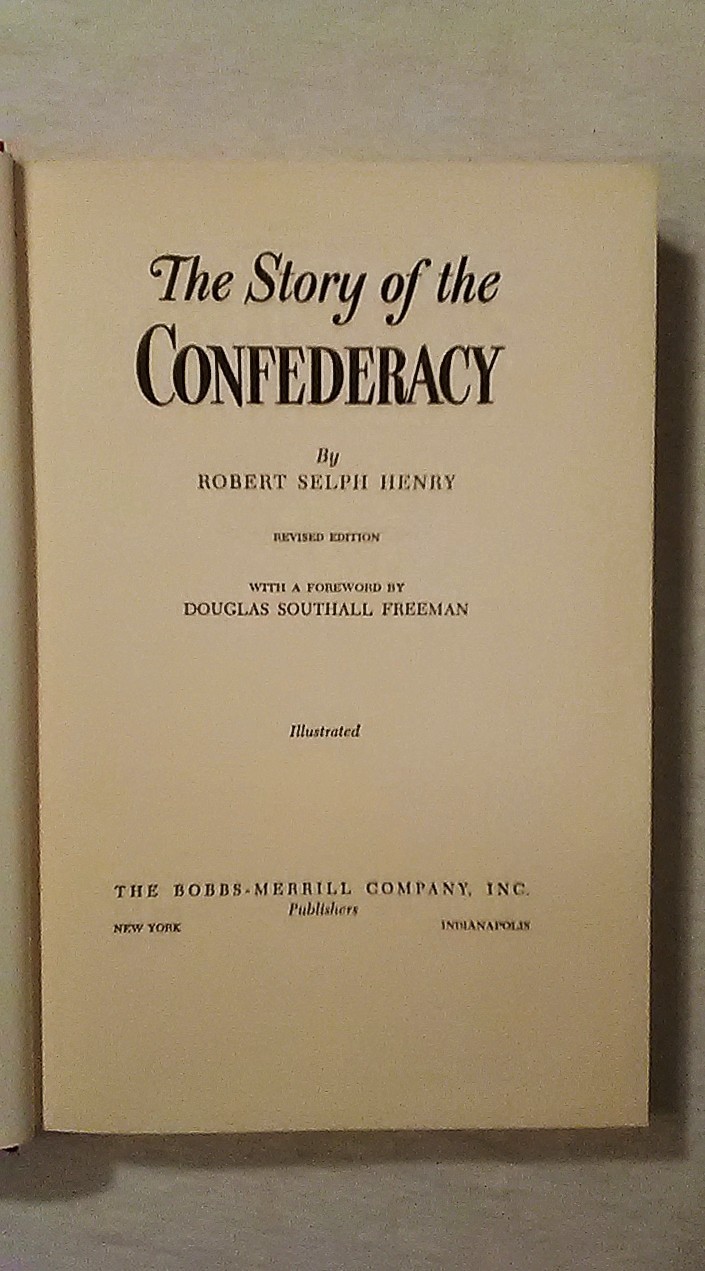 The Story of the
CONFEDERACY
By
ROBERT SELPH HENRY
REVISED EDITION
WITH A FOREWORD BY
DOUGLAS SOUTHALL FREEMAN
Illustrated
THE BOBBS-MERRILL COMPANY, INC.
Publishers
NEW YORK INDIANAPOLIS